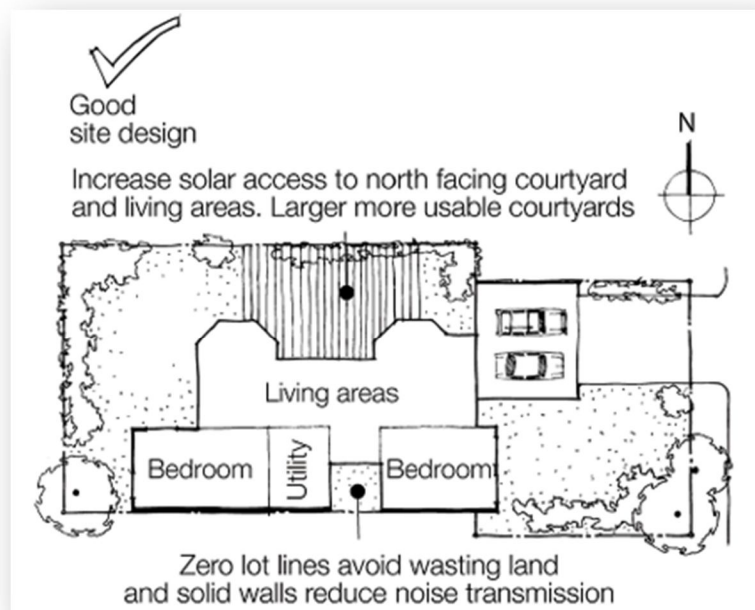 Good
site design
N
Increase solar access to north facing courtyard
and living areas. Larger more usable courtyards
Living areas
Bedroom
Utility
Bedroom
Zero lot lines avoid wasting land
and solid walls reduce noise transmission